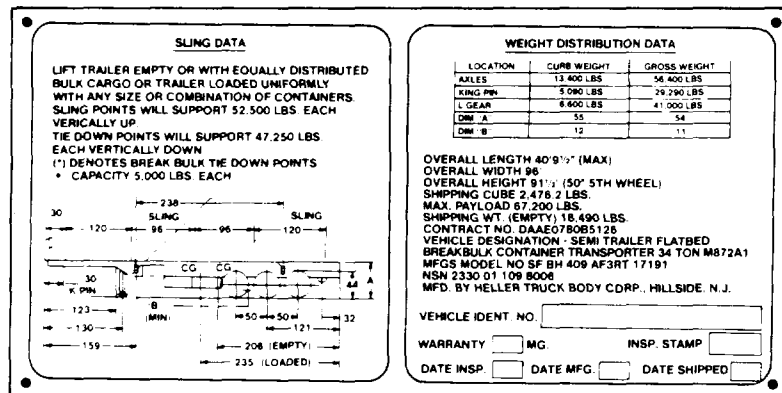 SLING DATA
LIFT TRAILER EMPTY OR WITH EQUALLY DISTRIBUTED
BULK CARGO OR TRAILER LOADED UNIFORMLY
WITH ANY SIZE OR COMBINATION OF CONTAINERS.
SLING POINTS WILL SUPPORT 52.500 LBS. EACH
VERICALLY UP.
TIE DOWN POINTS WILL SUPPORT 47.250 LBS.
EACH VERTICALLY DOWN
(*) DENOTES BREAK BULK TIE DOWN POINTS
* CAPACITY 5,000 LBS. EACH
238
30 SLING SLING
120 96 96 120
CG CG
30
K PIN
44 A
B
(MIN)
123 50 50 32
130 121
159 206 (EMPTY)
235 (LOADED)
WEIGHT DISTRIBUTION DATA
LOCATION CURB WEIGHT GROSS WEIGHT
AXLES 13.400 LBS 56.400 LBS
KING PIN 5.090 LBS 29.290 LBS
L GEAR 6.600 LBS 41.000 LBS
DIM "A 55 54
DIM "B 12 11
OVERALL LENGTH 40'9½" (MAX)
OVERALL WIDTH 96
OVERALL HEIGHT 91½ (50" 5TH WHEEL)
SHIPPING CUBE 2,476.2 LBS.
MAX. PAYLOAD 67,200 LBS.
SHIPPING WT. (EMPTY) 18,490 LBS.
CONTRACT NO. DAAE0780B5126
VEHICLE DESIGNATION - SEMI TRAILER FLATBED
BREAKBULK CONTAINER TRANSPORTER 34 TON M872A1
MFGS MODEL NO SF BH 409 AF3RT 17191
NSN 2330 01 109 8006
MFD. BY HELLER TRUCK BODY CORP., HILLSIDE, N.J.
VEHICLE IDENT. NO.
WARRANTY MG. INSP. STAMP
DATE INSP. DATE MFG. DATE SHIPPED